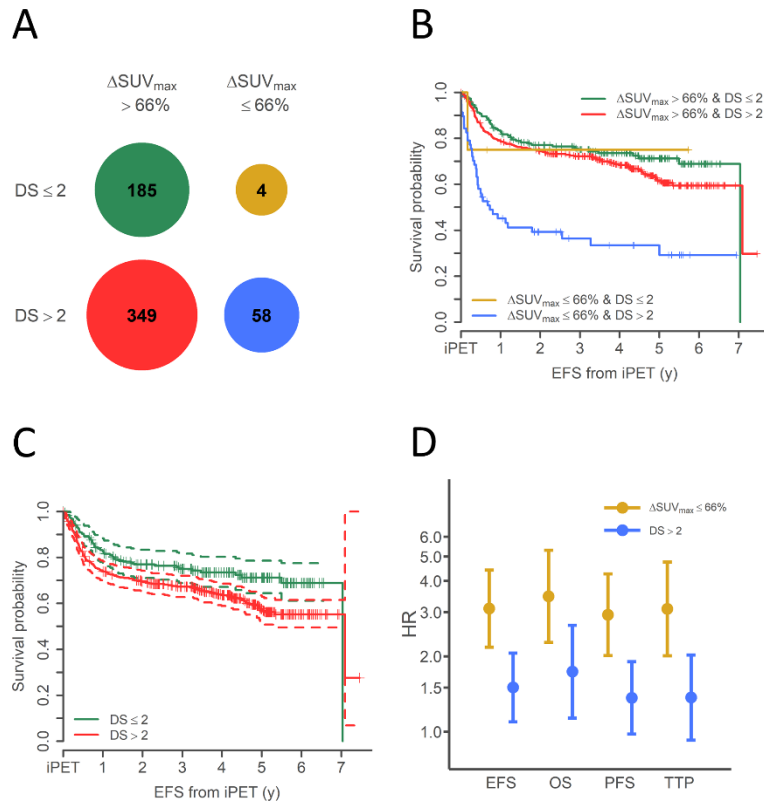 A
ΔSUVmax
> 66%
ΔSUVmax
≤ 66%
DS ≤ 2
185
4
DS > 2
349
58
B
Survival probability
1.0
0.8
0.6
0.4
0.2
0.0
ΔSUVmax > 66% & DS ≤ 2
ΔSUVmax > 66% & DS > 2
ΔSUVmax ≤ 66% & DS ≤ 2
ΔSUVmax ≤ 66% & DS > 2
iPET 1 2 3 4 5 6 7
EFS from iPET (y)
C
Survival probability
1.0
0.8
0.6
0.4
0.2
0.0
DS ≤ 2
DS > 2
iPET 1 2 3 4 5 6 7
EFS from iPET (y)
D
HR
6.0
5.0
4.0
3.0
2.0
1.5
1.0
ΔSUVmax ≤ 66%
DS > 2
EFS OS PFS TTP